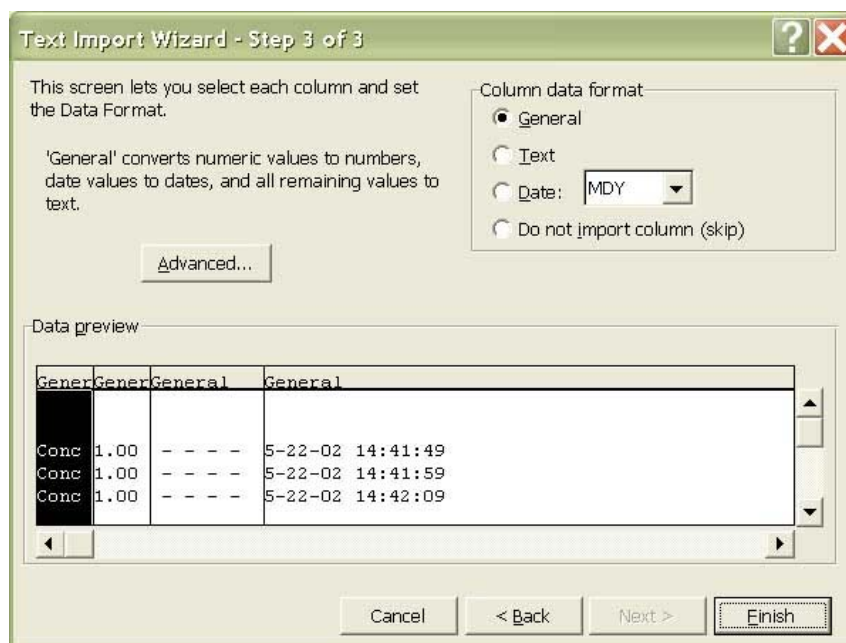 Text Import Wizard - Step 3 of 3
This screen lets you select each column and set
the Data Format.
'General' converts numeric values to numbers,
date values to dates, and all remaining values to
text.
Advanced...
Column data format
General
Text
Date: MDY
Do not import column (skip)
Data preview
Gener Gener General General
Conc 1.00 - - - - 5-22-02 14:41:49
Conc 1.00 - - - - 5-22-02 14:41:59
Conc 1.00 - - - - 5-22-02 14:42:09
Cancel < Back Next > Finish